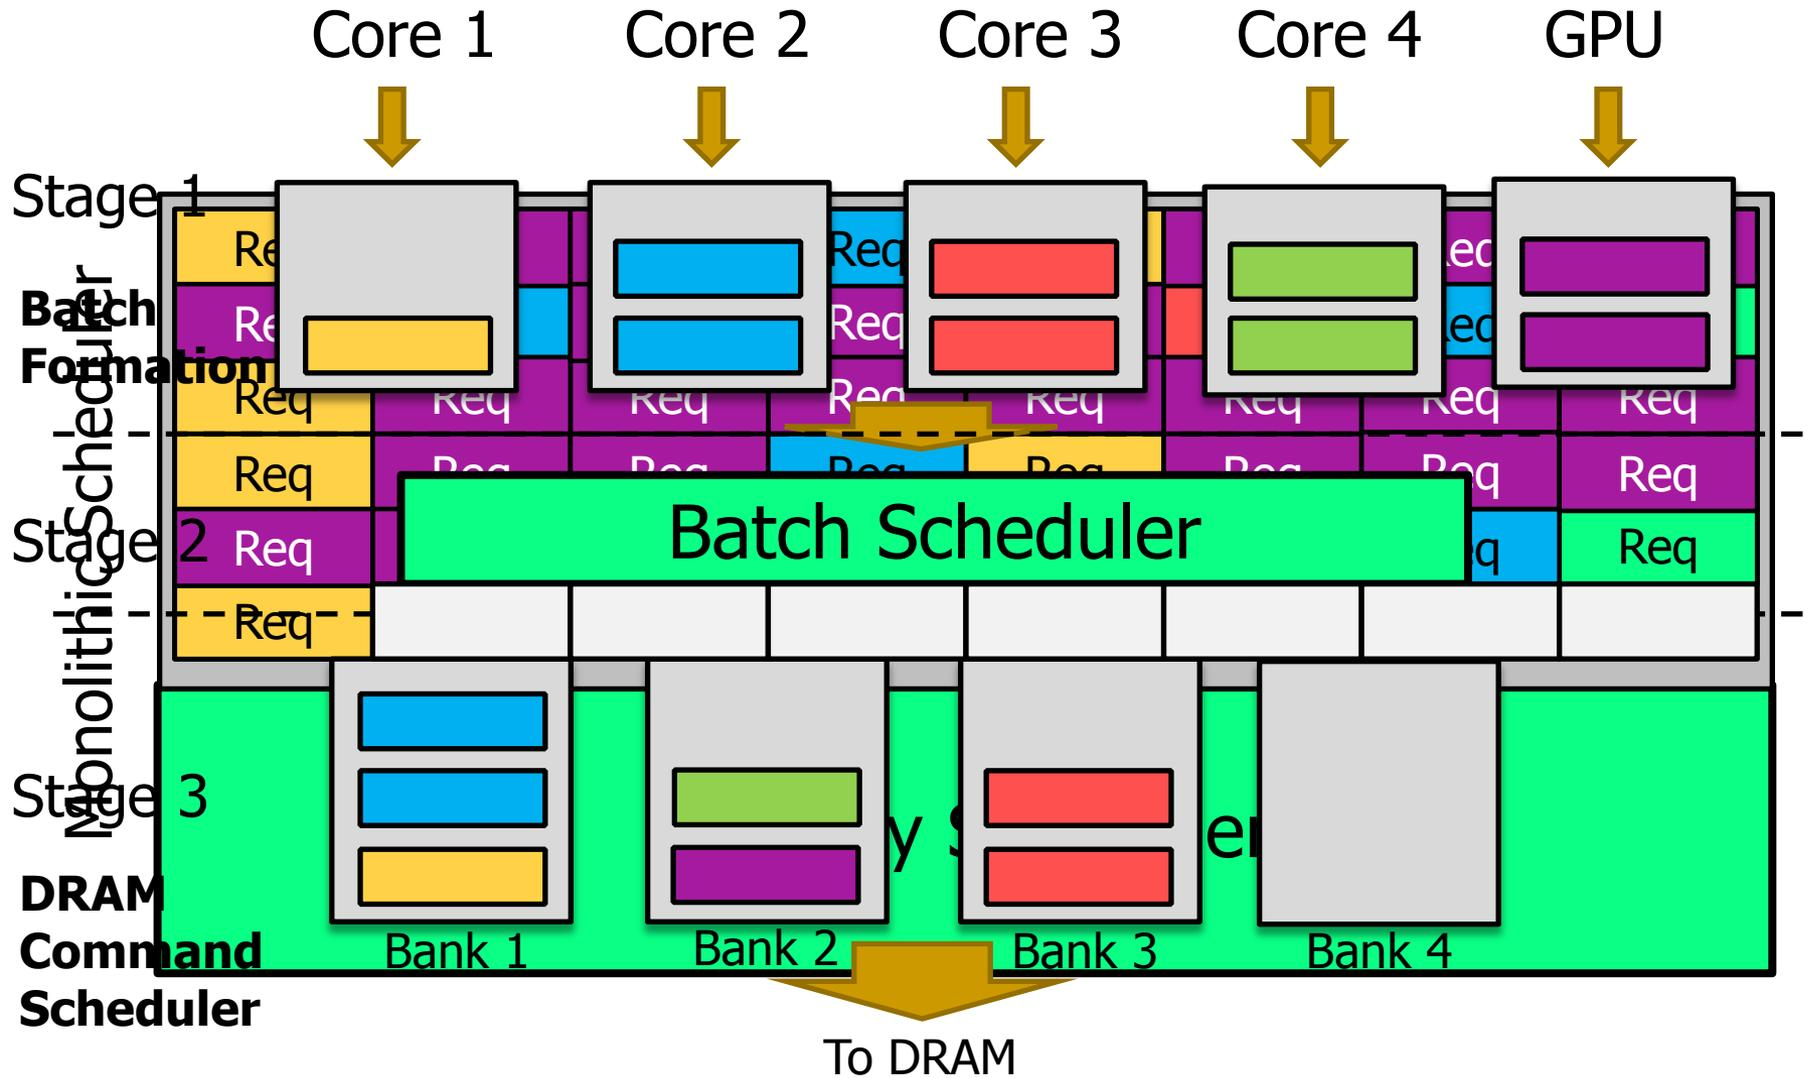 Core 1 Core 2 Core 3 Core 4 GPU
Stage 1
Monolithic Scheduler
Batch
Formation
Req
Req
Req Req Req Req Req Req Req Req
Req Req Req
Stage 2
Batch Scheduler
Req Req
Req
Stage 3
DRAM
Command
Scheduler
Bank 1 Bank 2 Bank 3 Bank 4
To DRAM